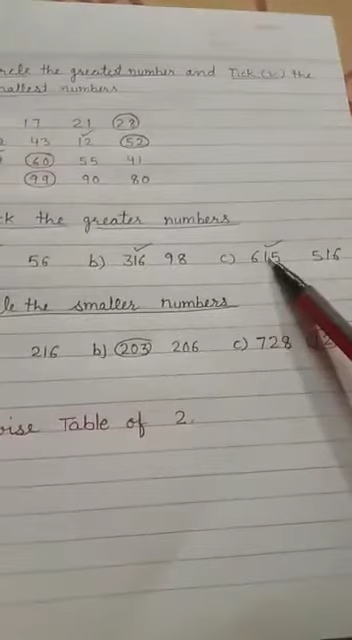 the greatest number and Tick (✓) the
smallest numbers
17 21 23
43 12 52
60 55 41
99 90 80
the greater numbers
56 b) 316 98 c) 615 516
the smaller numbers
216 b) 203 206 c) 728
Table of 2.